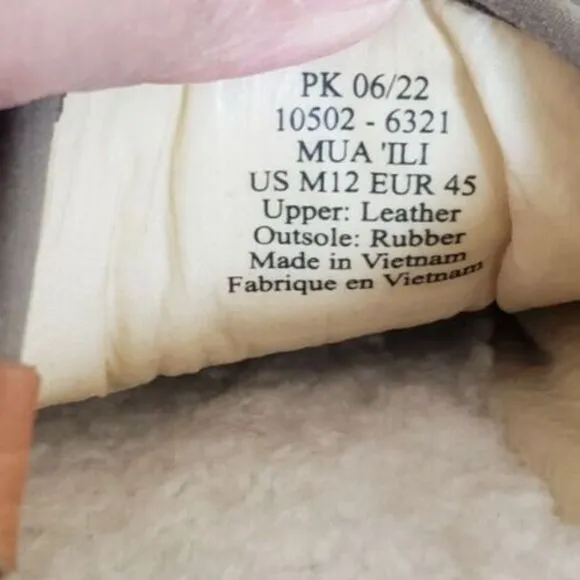 PK 06/22
10502 - 6321
MUA 'ILI
US M12 EUR 45
Upper: Leather
Outsole: Rubber
Made in Vietnam
Fabrique en Vietnam